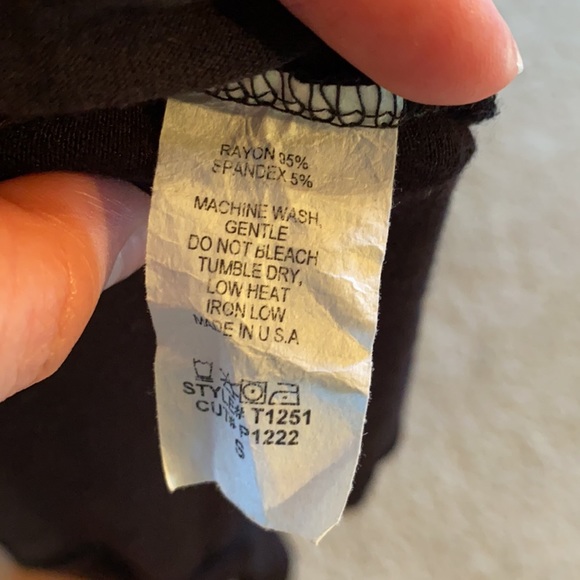 RAYON 95%
SPANDEX 5%
MACHINE WASH,
GENTLE
DO NOT BLEACH
TUMBLE DRY,
LOW HEAT
IRON LOW
MADE IN U.S.A
STYLE# T1251
CUT# P1222